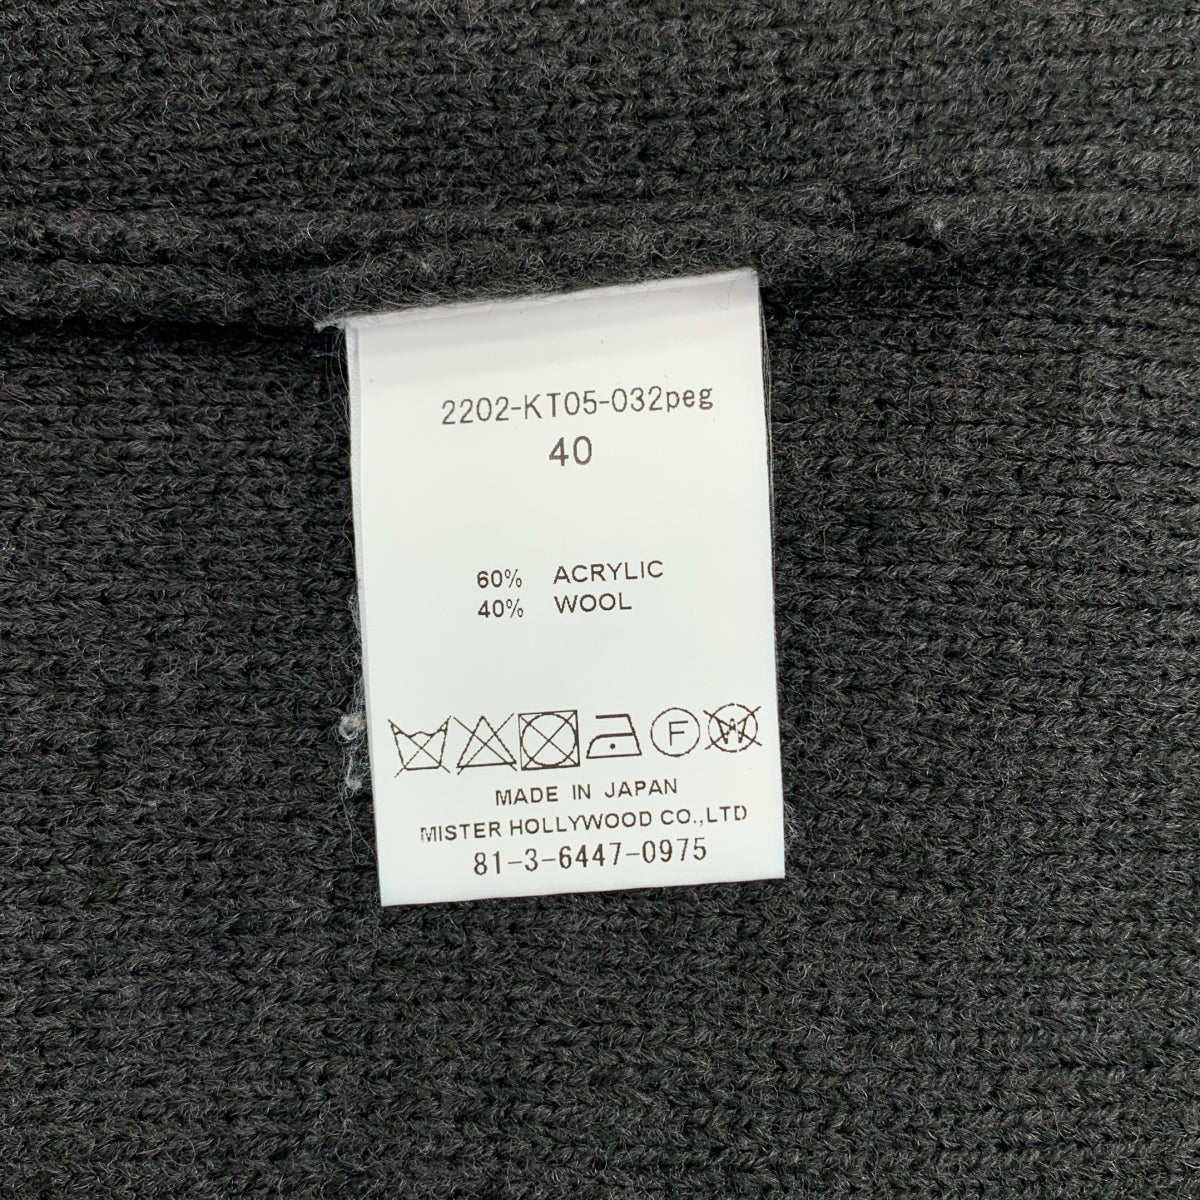 2202-KT05-032peg
40
60% ACRYLIC
40% WOOL
F W
MADE IN JAPAN
MISTER HOLLYWOOD CO.,LTD
81-3-6447-0975